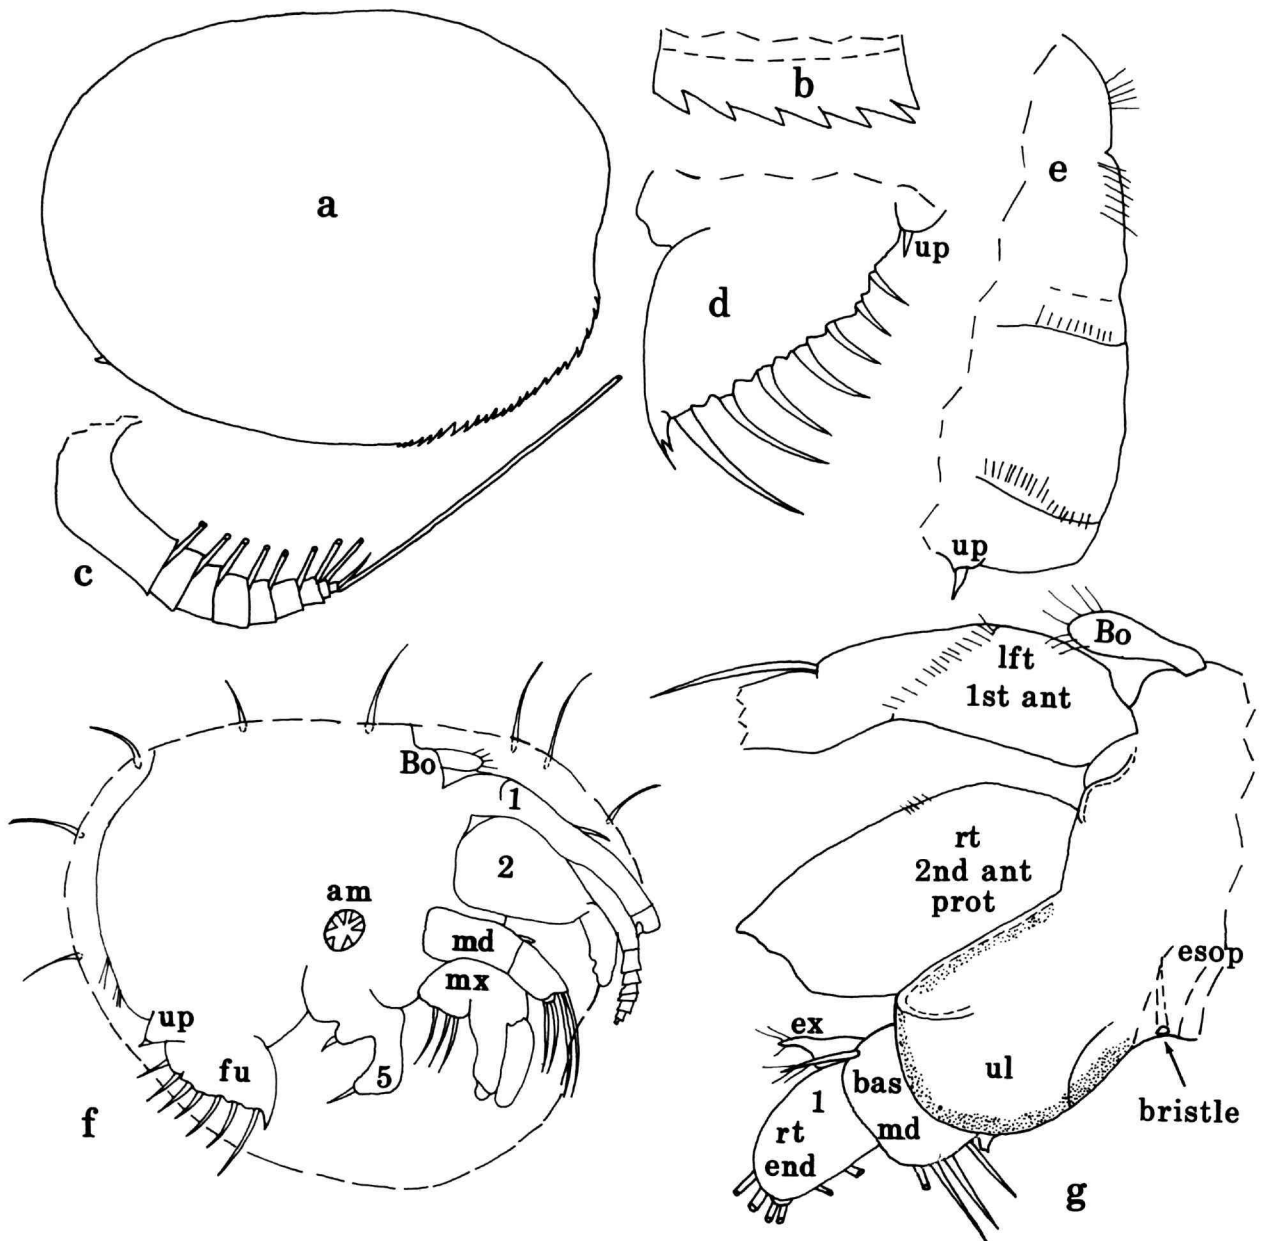 a
b
c
d
up
e
up
f
Bo
1
2
am
md
mx
up
fu
5
Bo
lft
1st ant
rt
2nd ant
prot
esop
ex
bas
ul
1
md
rt
end
bristle
g